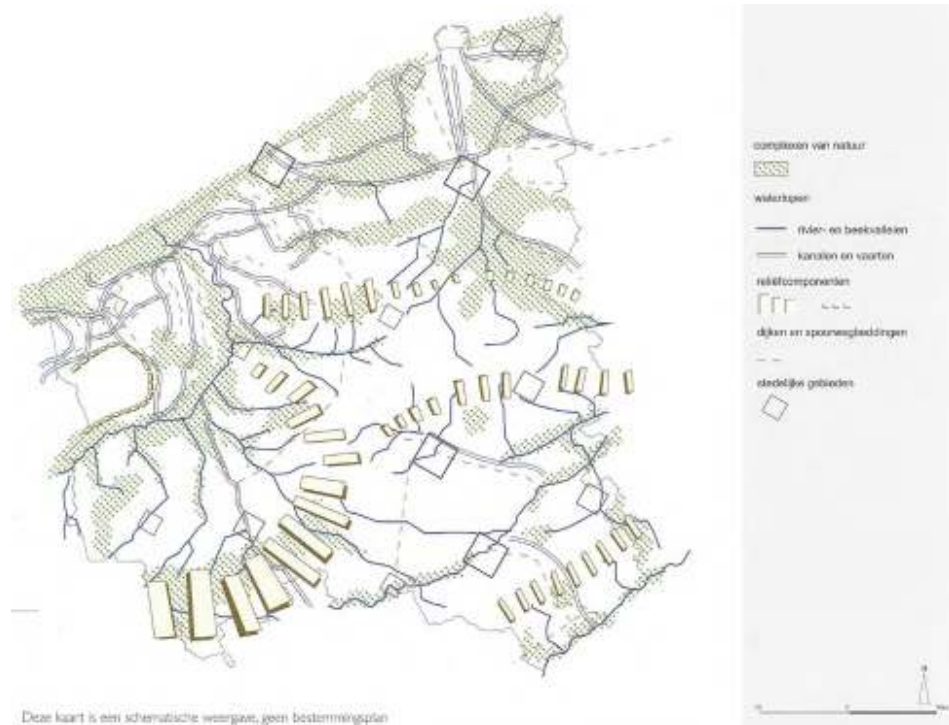 complexen van natuur
waterlopen
rivier- en beekvalleien
kanalen en vaarten
reliëfcomponenten
dijken en spoorwegbeddingen
stedelijke gebieden
Deze kaart is een schematische weergave, geen bestemmingsplan